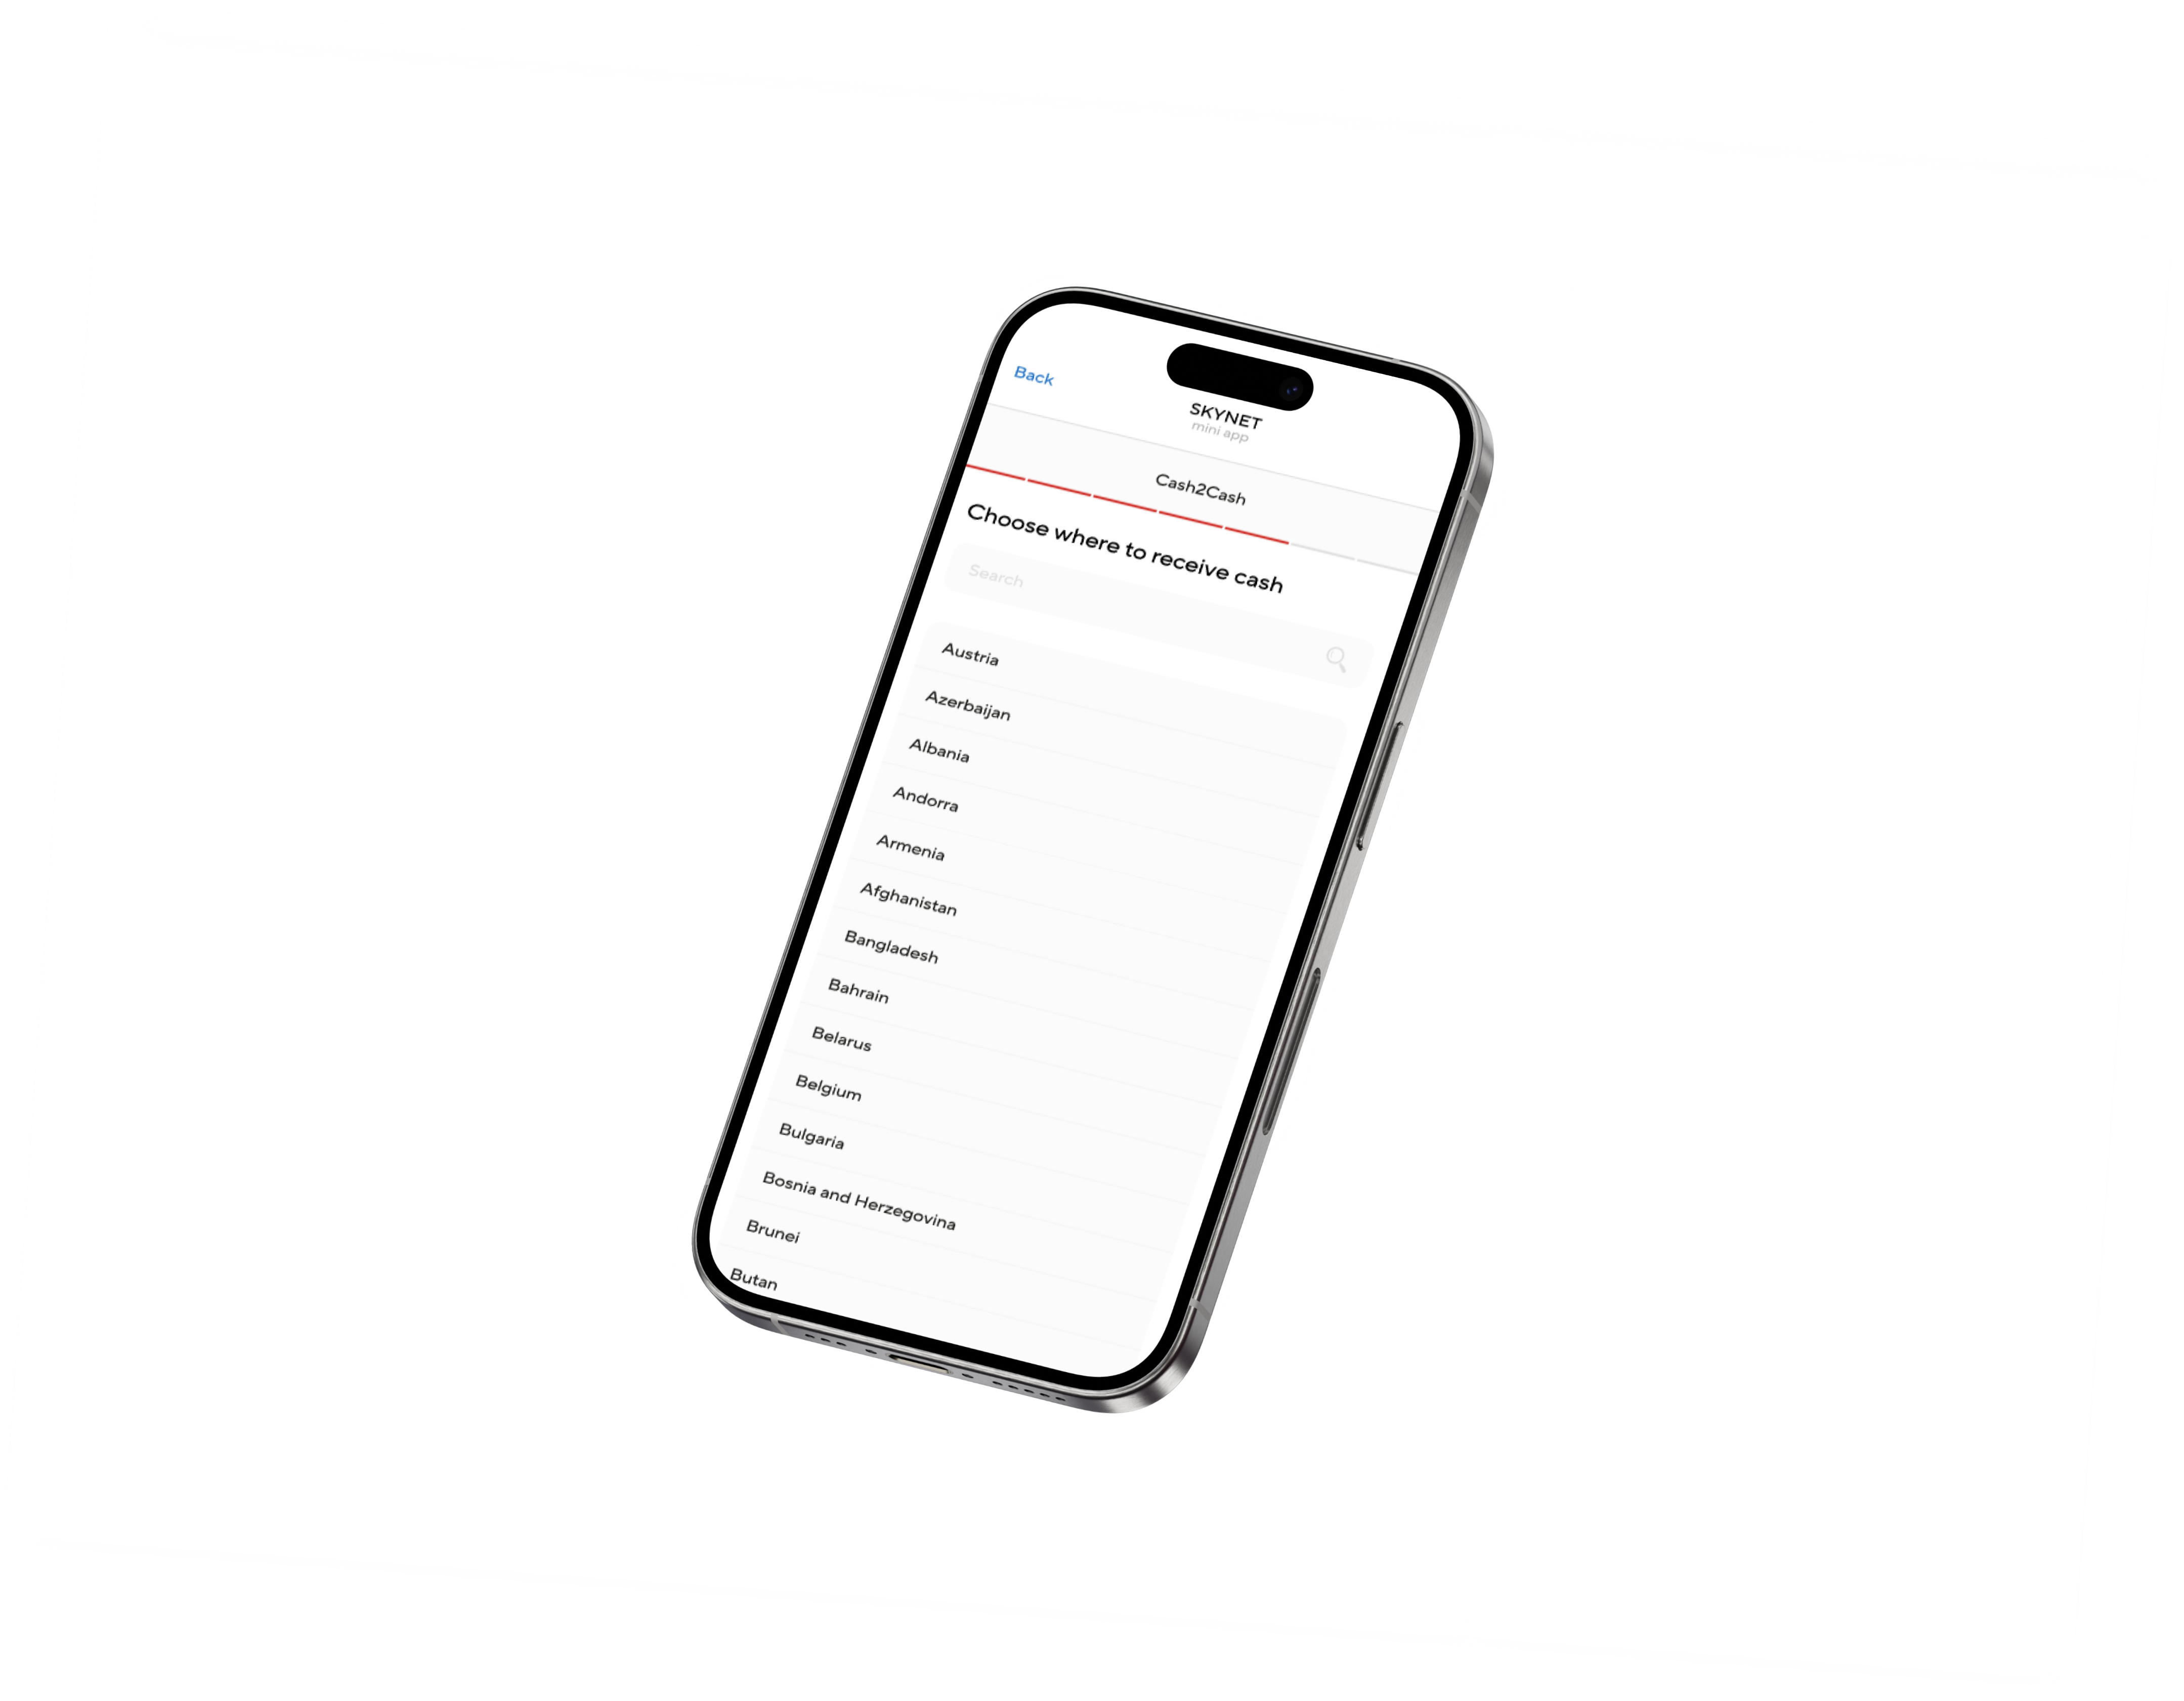 Back
SKYNET
mini app
Cash2Cash
Choose where to receive cash
Search
Austria
Azerbaijan
Albania
Andorra
Armenia
Afghanistan
Bangladesh
Bahrain
Belarus
Belgium
Bulgaria
Bosnia and Herzegovina
Brunei
Butan